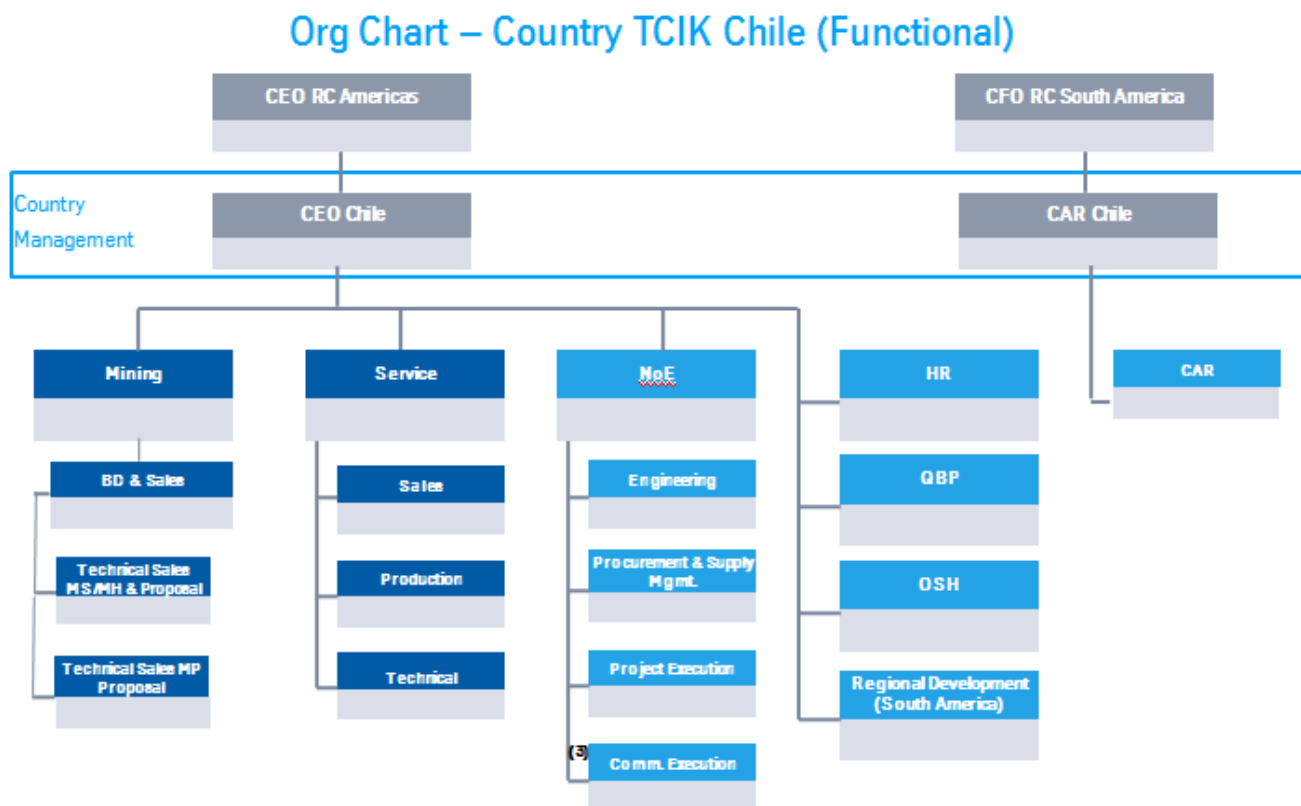 Org Chart – Country TCIK Chile (Functional)
CEO RC Americas
CFO RC South America
Country
Management
CEO Chile
CAR Chile
Mining
Service
NoE
HR
CAR
BD & Sales
Sales
Engineering
QBP
Technical Sales
MS/MH & Proposal
Production
Procurement & Supply
Mgmt.
OSH
Technical Sales MP
Proposal
Technical
Project Execution
Regional Development
(South America)
(3)
Comm. Execution